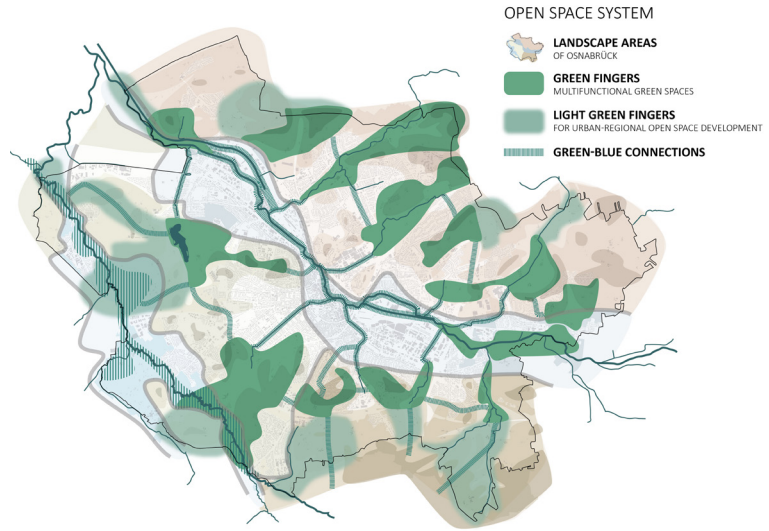 OPEN SPACE SYSTEM
LANDSCAPE AREAS
OF OSNABRÜCK
GREEN FINGERS
MULTIFUNCTIONAL GREEN SPACES
LIGHT GREEN FINGERS
FOR URBAN-REGIONAL OPEN SPACE DEVELOPMENT
GREEN-BLUE CONNECTIONS